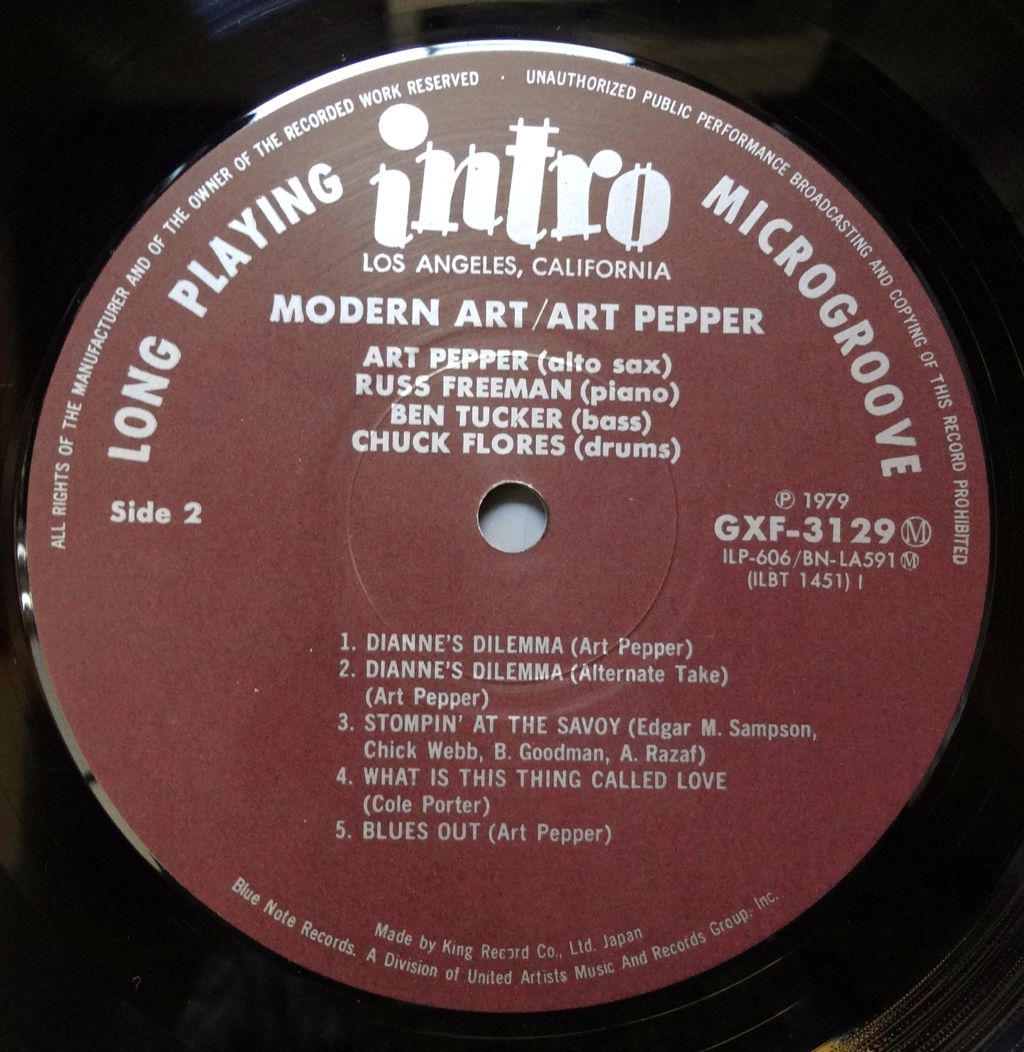 ALL RIGHTS OF THE MANUFACTURER AND OF THE OWNER OF THE RECORDED WORK RESERVED · UNAUTHORIZED PUBLIC PERFORMANCE BROADCASTING AND COPYING OF THIS RECORD PROHIBITED
LONG PLAYING
intro
MICROGROOVE
LOS ANGELES, CALIFORNIA
MODERN ART/ART PEPPER
ART PEPPER (alto sax)
RUSS FREEMAN (piano)
BEN TUCKER (bass)
CHUCK FLORES (drums)
Side 2
Ⓟ 1979
GXF-3129 Ⓜ
ILP-606/BN-LA591 Ⓜ
(ILBT 1451) I
1. DIANNE'S DILEMMA (Art Pepper)
2. DIANNE'S DILEMMA (Alternate Take)
(Art Pepper)
3. STOMPIN' AT THE SAVOY (Edgar M. Sampson,
Chick Webb, B. Goodman, A. Razaf)
4. WHAT IS THIS THING CALLED LOVE
(Cole Porter)
5. BLUES OUT (Art Pepper)
Made by King Record Co., Ltd. Japan
Blue Note Records. A Division of United Artists Music And Records Group. Inc.